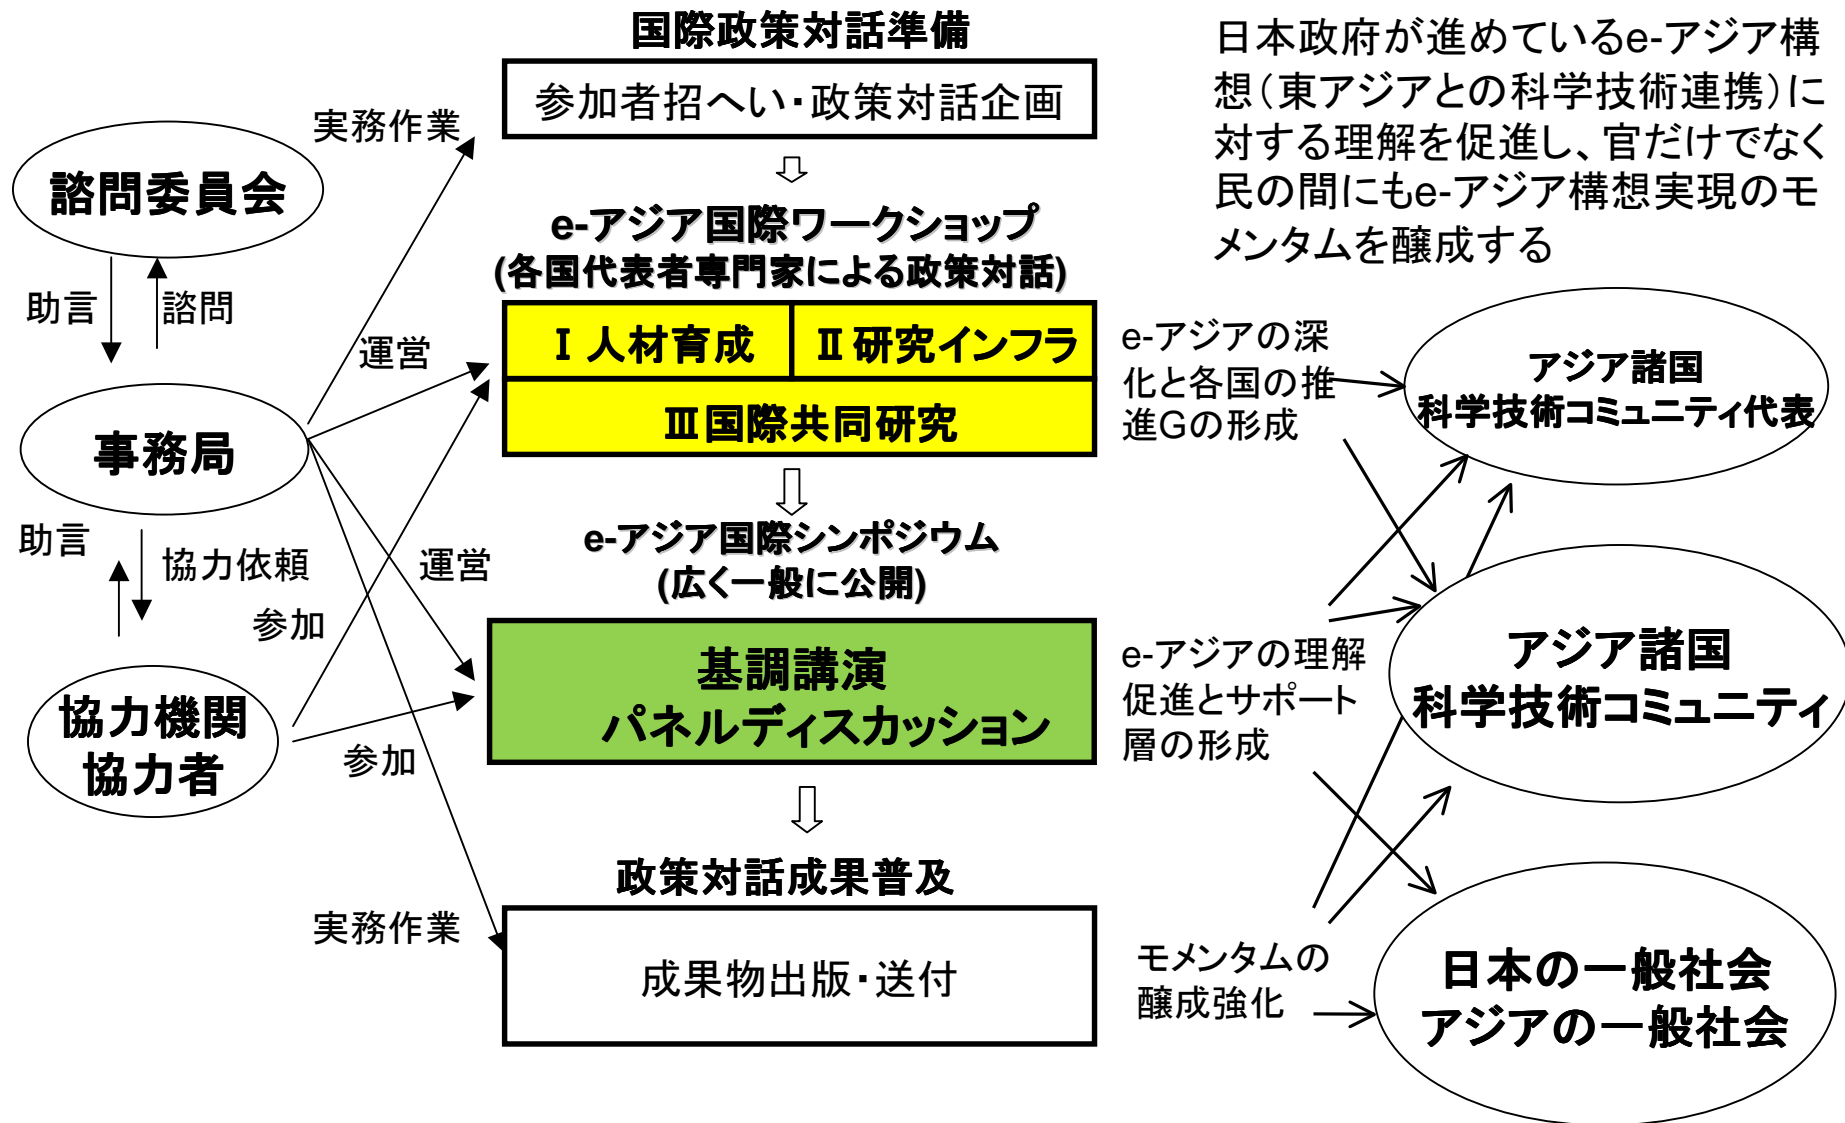 国際政策対話準備
参加者招へい・政策対話企画
日本政府が進めているe-アジア構
想（東アジアとの科学技術連携）に
対する理解を促進し、官だけでなく
民の間にもe-アジア構想実現のモ
メンタムを醸成する
実務作業
諮問委員会
助言
諮問
e-アジア国際ワークショップ
(各国代表者専門家による政策対話)
運営
Ⅰ 人材育成
Ⅱ 研究インフラ
Ⅲ国際共同研究
e-アジアの深
化と各国の推
進Gの形成
アジア諸国
科学技術コミュニティ代表
事務局
助言
協力依頼
運営
参加
e-アジア国際シンポジウム
(広く一般に公開)
基調講演
パネルディスカッション
e-アジアの理解
促進とサポート
層の形成
アジア諸国
科学技術コミュニティ
協力機関
協力者
参加
政策対話成果普及
実務作業
成果物出版・送付
モメンタムの
醸成強化
日本の一般社会
アジアの一般社会